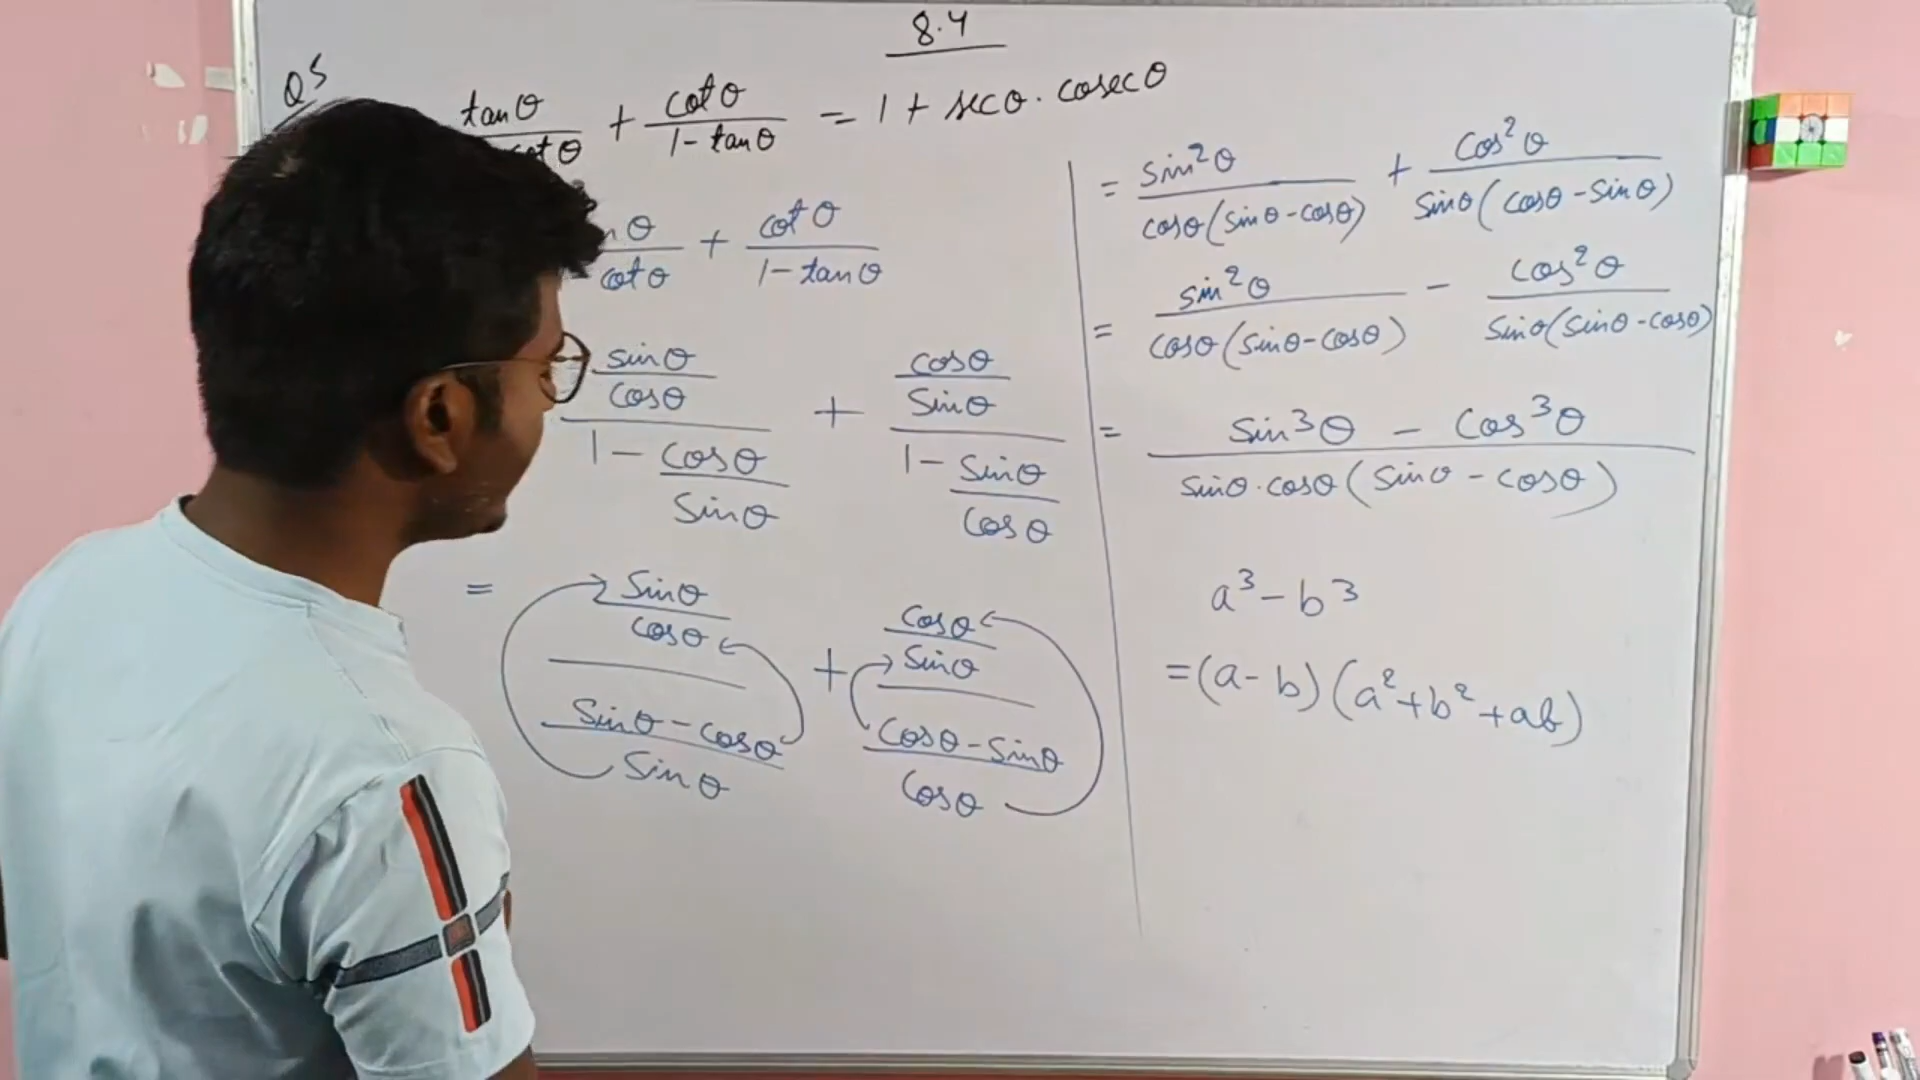 8.4
Q5
tanθ / cotθ + cotθ / 1-tanθ = 1 + secθ.cosecθ
nθ / cotθ + cotθ / 1-tanθ
sinθ/cosθ / 1-cosθ/sinθ + cosθ/sinθ / 1-sinθ/cosθ
= sinθ/cosθ / sinθ-cosθ/sinθ + cosθ/sinθ / cosθ-sinθ/cosθ
= sin²θ / cosθ(sinθ-cosθ) + cos²θ / sinθ(cosθ-sinθ)
= sin²θ / cosθ(sinθ-cosθ) - cos²θ / sinθ(sinθ-cosθ)
= sin³θ - cos³θ / sinθ.cosθ(sinθ-cosθ)
a³-b³
=(a-b)(a²+b²+ab)